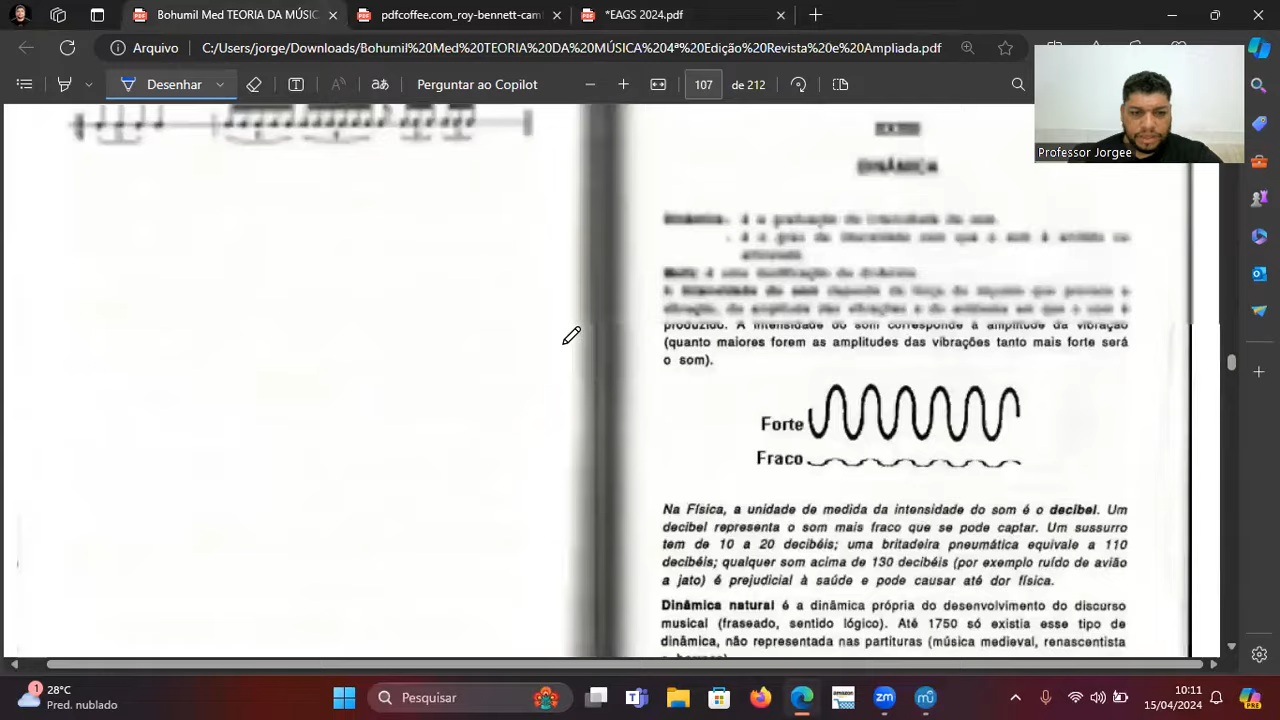 Bohumil Med TEORIA DA MÚSIC
pdfcoffee.com_roy-bennett-caml
*EAGS 2024.pdf
Arquivo
C:/Users/jorge/Downloads/Bohumil%20Med%20TEORIA%20DA%20MÚSICA%204ª%20Edição%20Revista%20e%20Ampliada.pdf
Desenhar
Perguntar ao Copilot
107 de 212
Professor Jorgee
DINÂMICA
produzido. A intensidade do som corresponde à amplitude da vibração
(quanto maiores forem as amplitudes das vibrações tanto mais forte será
o som).
Forte
Fraco
Na Física, a unidade de medida da intensidade do som é o decibel. Um
decibel representa o som mais fraco que se pode captar. Um sussurro
tem de 10 a 20 decibéis; uma britadeira pneumática equivale a 110
decibéis; qualquer som acima de 130 decibéis (por exemplo ruído de avião
a jato) é prejudicial à saúde e pode causar até dor física.
Dinâmica natural é a dinâmica própria do desenvolvimento do discurso
musical (fraseado, sentido lógico). Até 1750 só existia esse tipo de
dinâmica, não representada nas partituras (música medieval, renascentista
1
28°C
Pred. nublado
Pesquisar
amazon
zm
10:11
15/04/2024
PRE